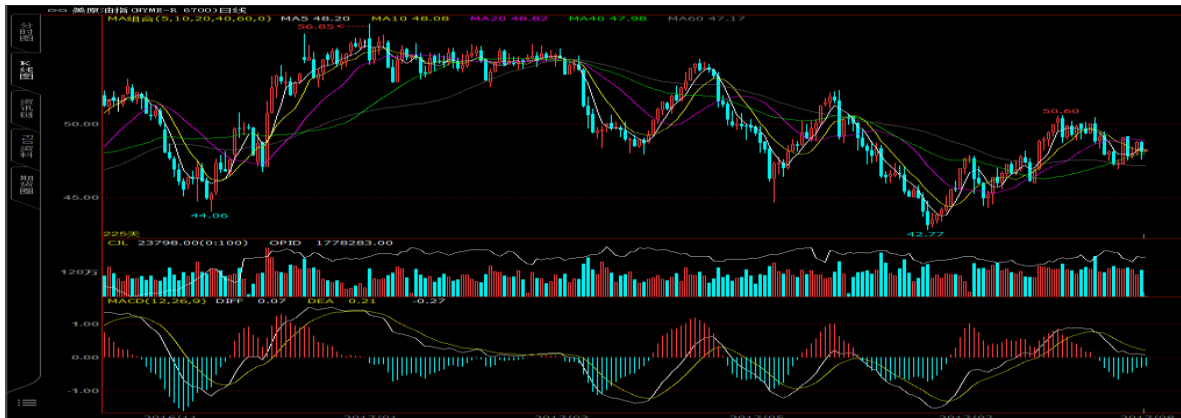 美原油指(NYME-R 6700)日线
MA组合(5,10,20,40,60,0) MA5 48.20 MA10 48.08 MA20 48.82 MA40 47.98 MA60 47.17
分时图
K线图
资讯链
F10资料
期益圈
56.85
50.60
50.00
45.00
44.06
42.77
225天
CJL 23798.00(0:100) OPID 1778283.00
120万
MACD(12,26,9) DIFF 0.07 DEA 0.21 -0.27
1.00
0.00
-1.00
2016/11 2017/01 2017/03 2017/05 2017/07 2017/08